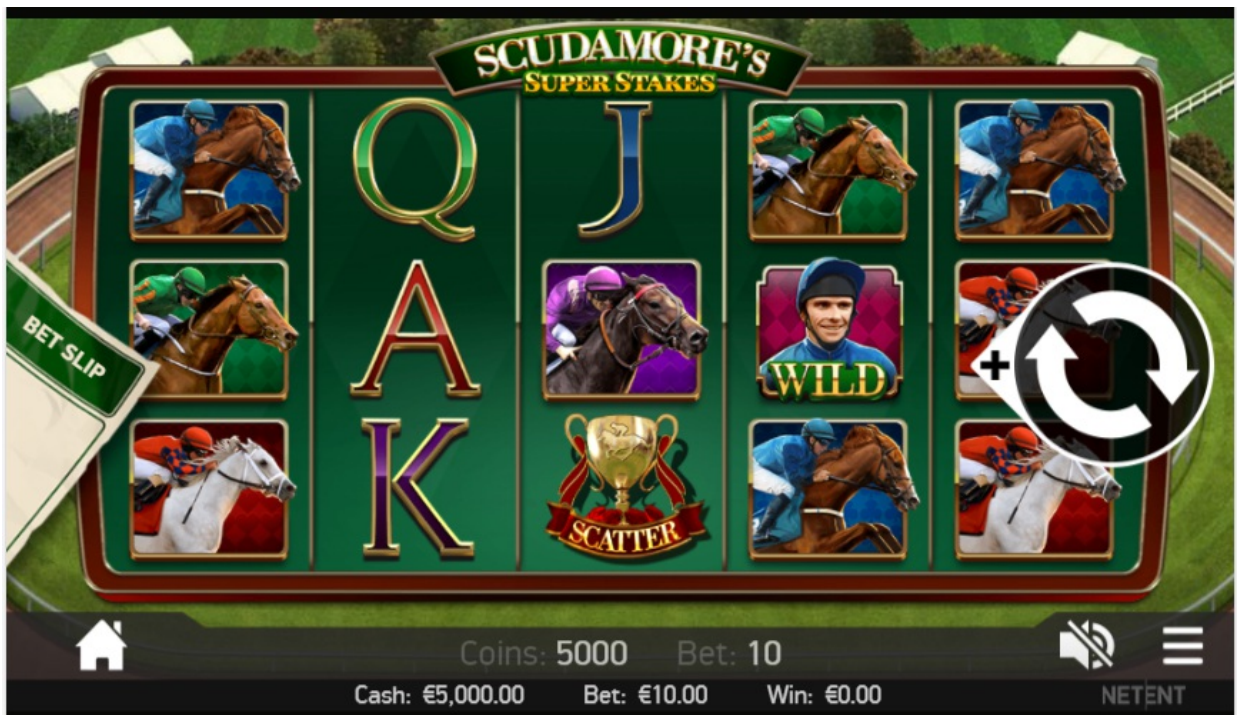 SCUDAMORE's
SUPER STAKES
Q
J
BET SLIP
A
WILD
+
K
SCATTER
Coins: 5000 Bet: 10
Cash: €5,000.00 Bet: €10.00 Win: €0.00
NETENT